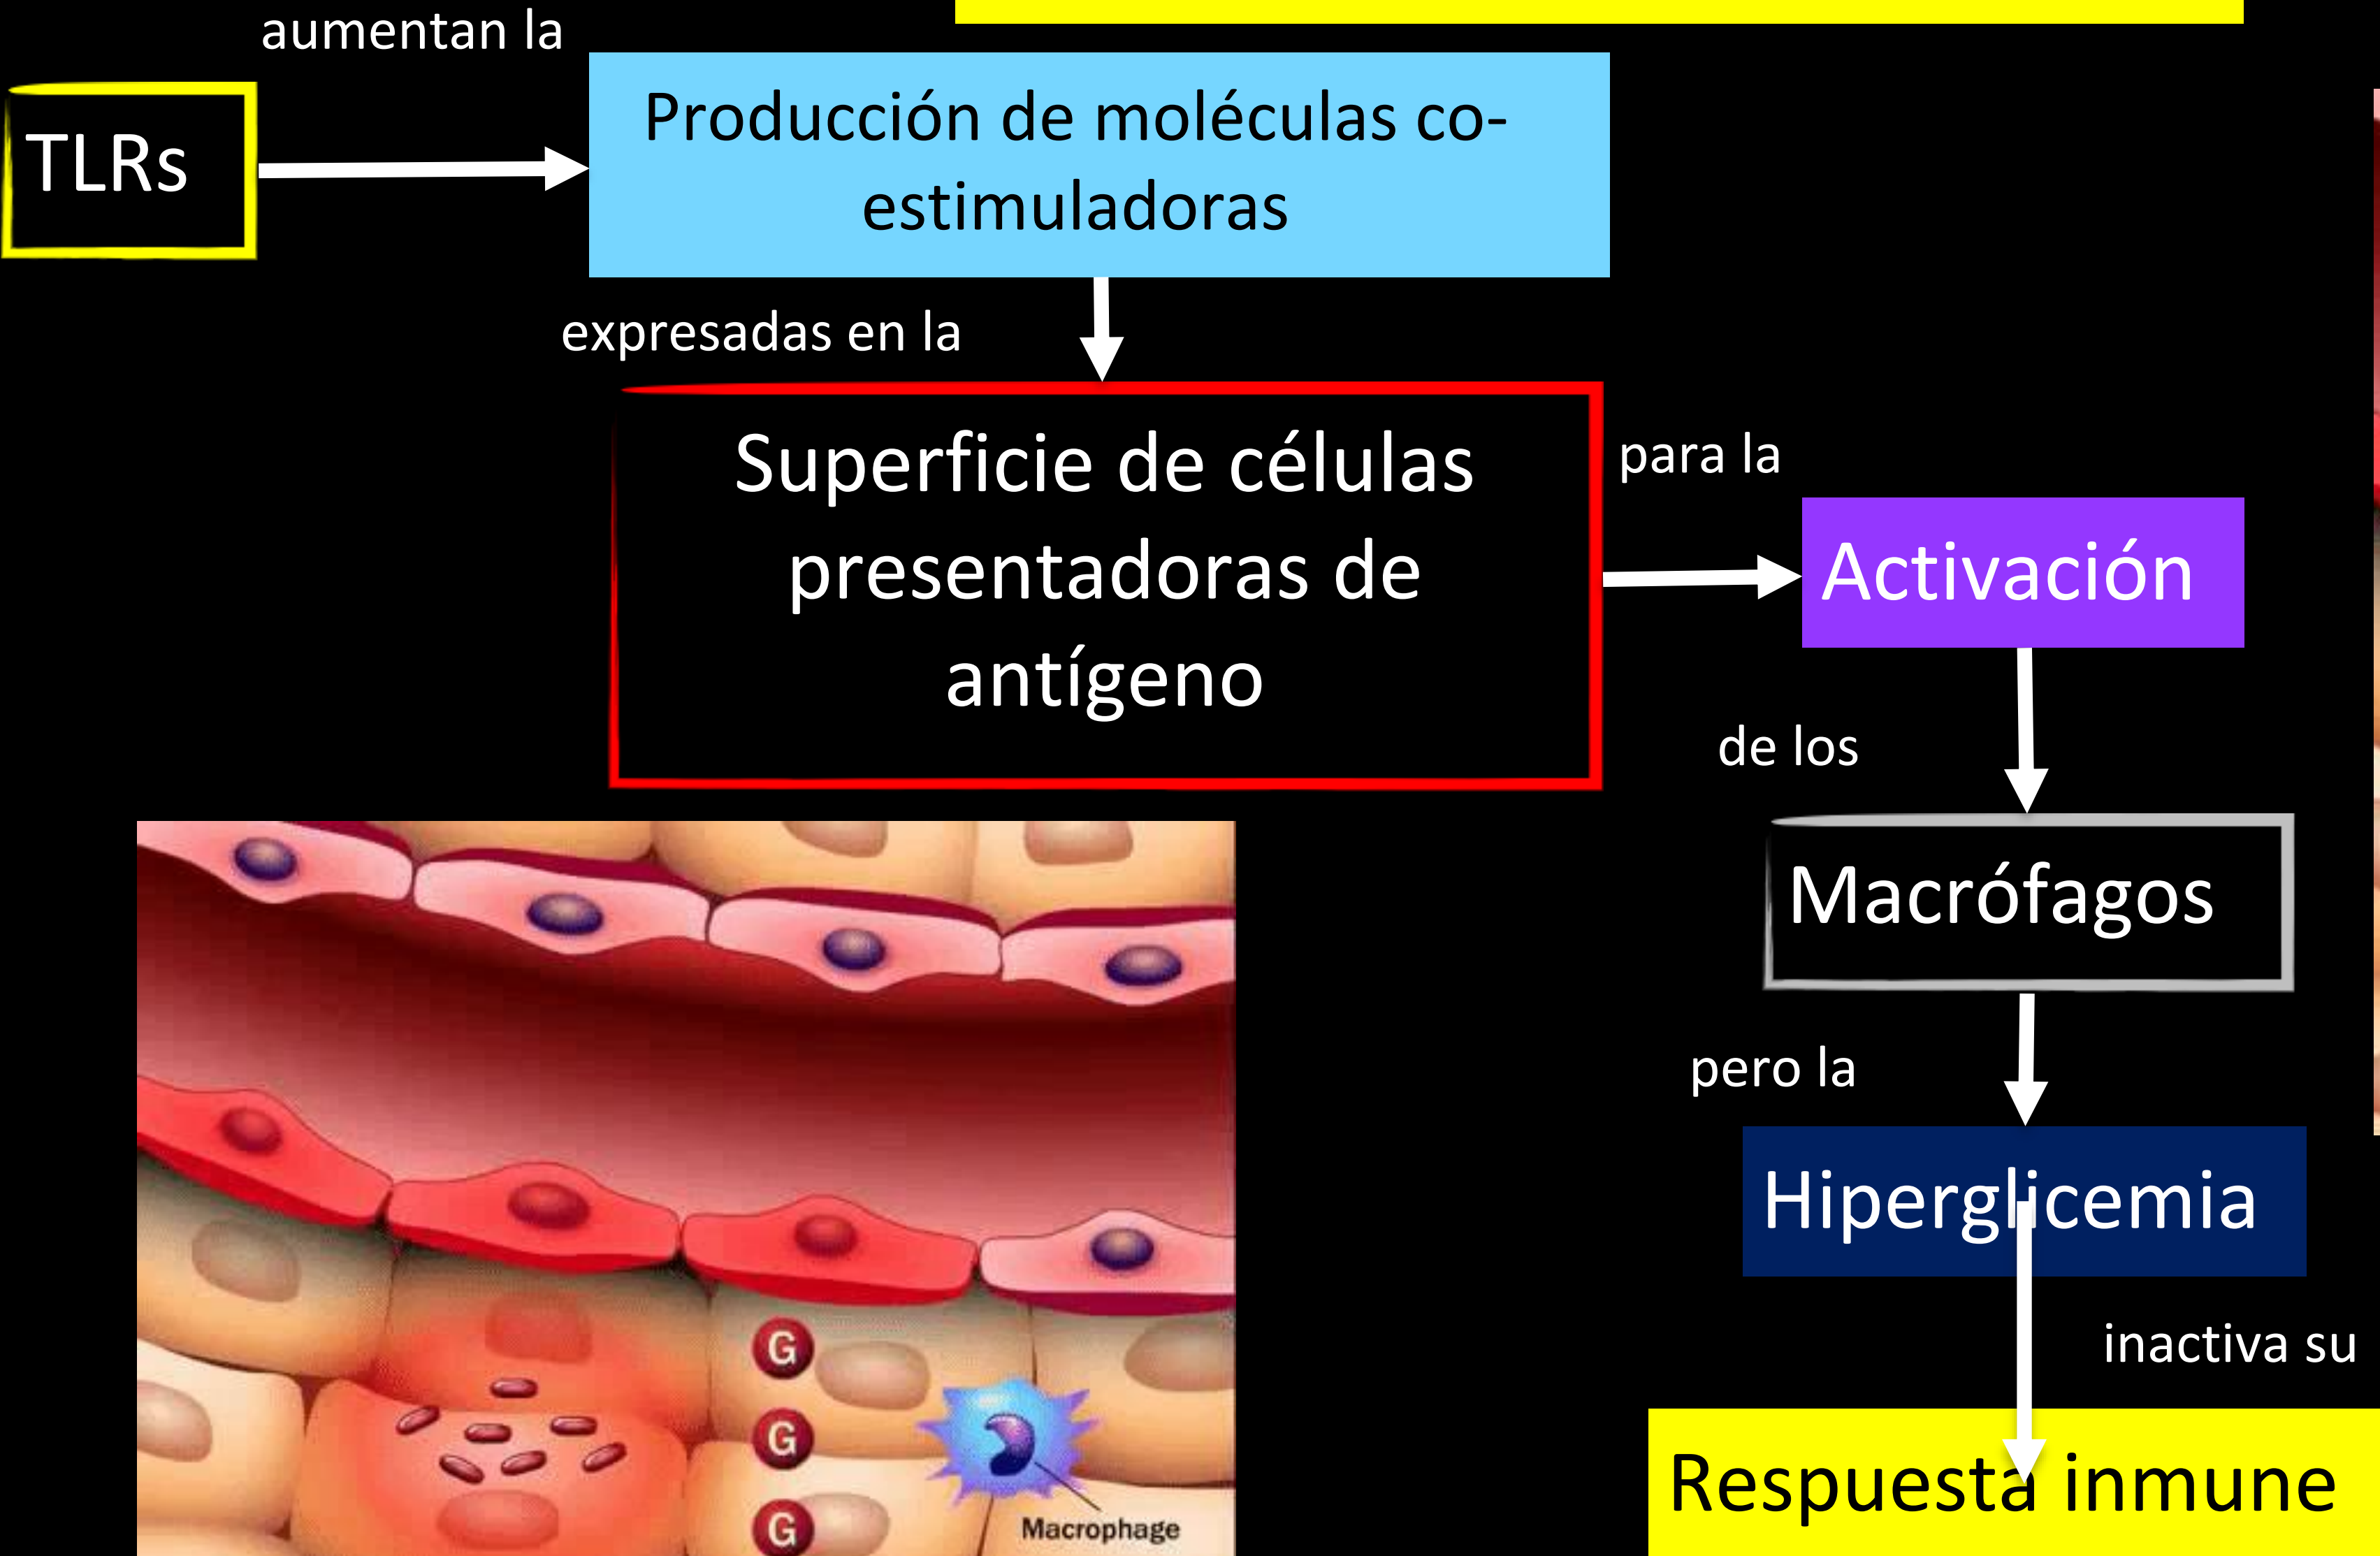 aumentan la
TLRs
Producción de moléculas co-
estimuladoras
expresadas en la
Superficie de células
presentadoras de
antígeno
para la
Activación
de los
Macrófagos
pero la
Hiperglicemia
inactiva su
Respuesta inmune
G
G
G
Macrophage